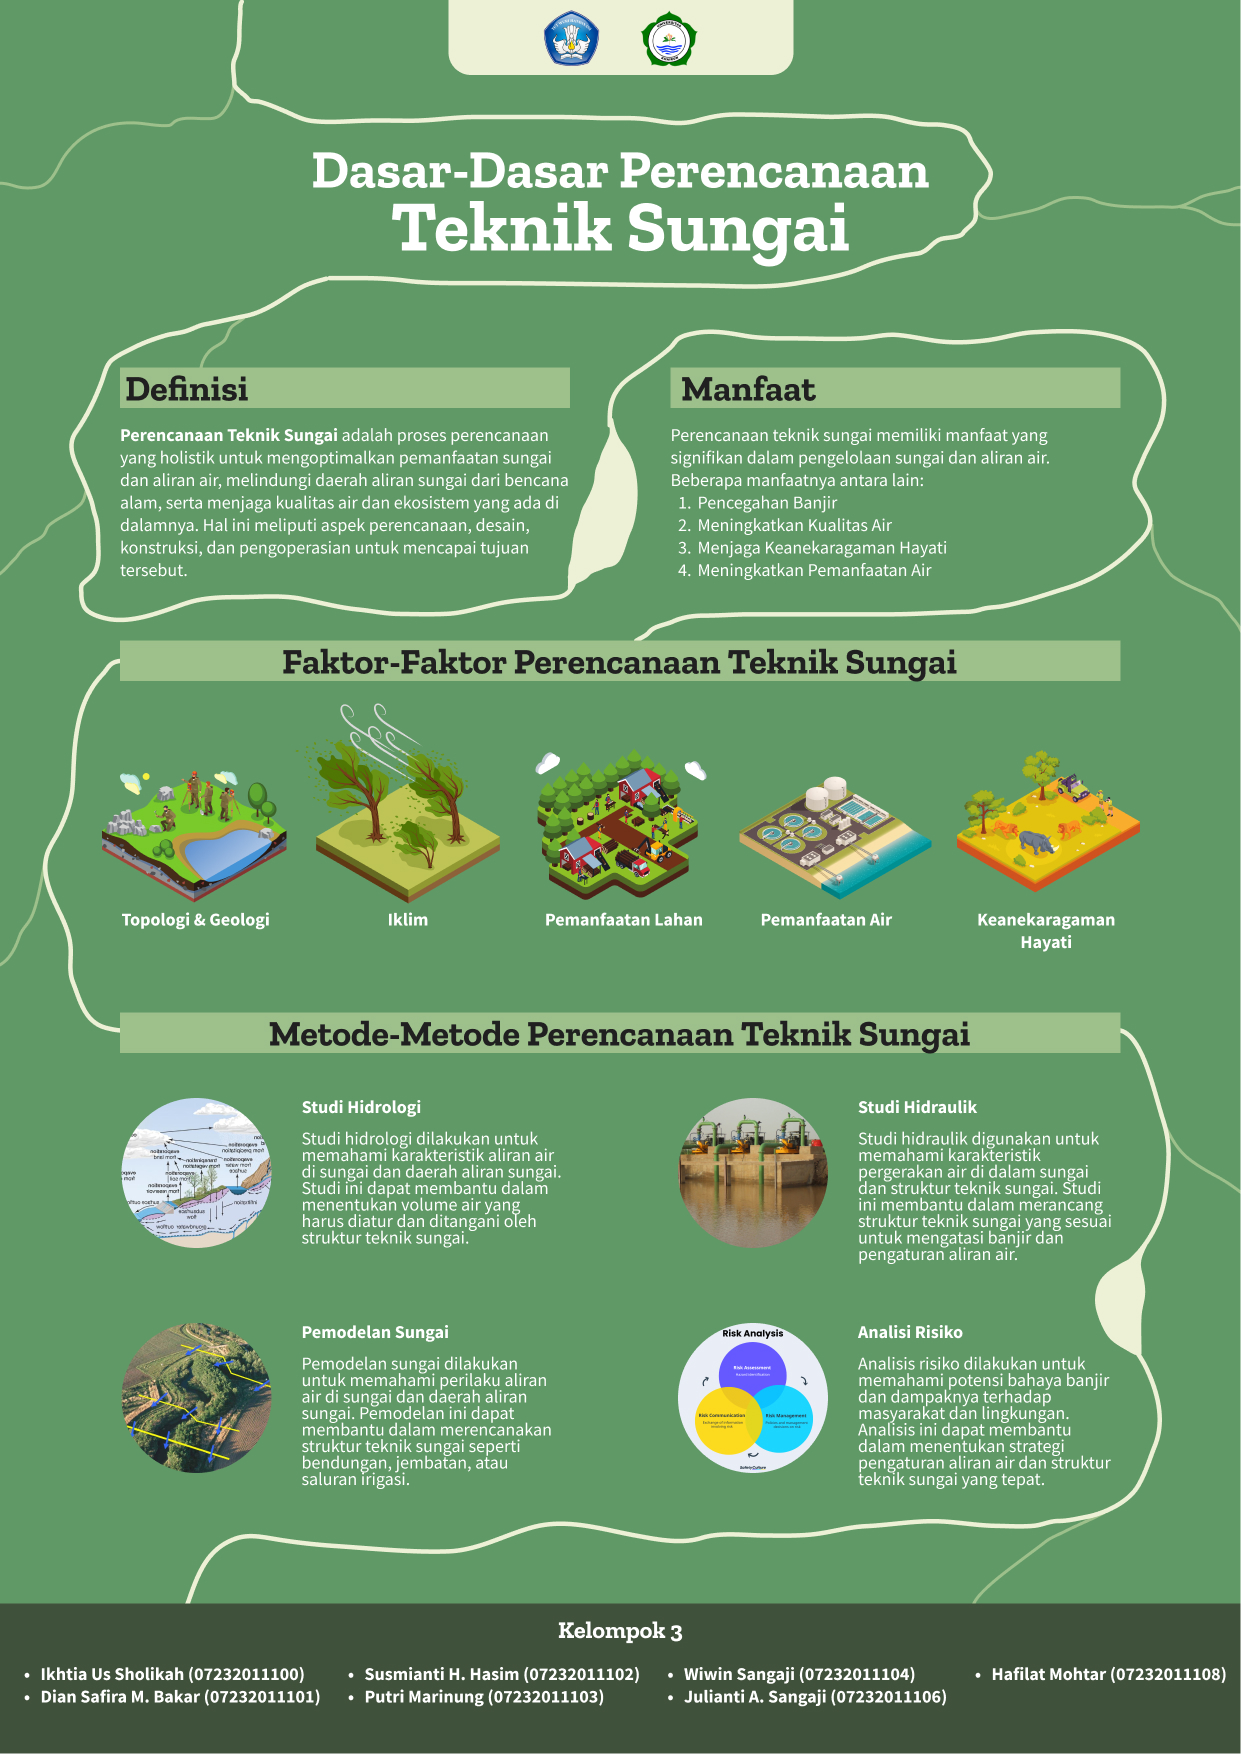 Dasar-Dasar Perencanaan
Teknik Sungai
Definisi
Perencanaan Teknik Sungai adalah proses perencanaan
yang holistik untuk mengoptimalkan pemanfaatan sungai
dan aliran air, melindungi daerah aliran sungai dari bencana
alam, serta menjaga kualitas air dan ekosistem yang ada di
dalamnya. Hal ini meliputi aspek perencanaan, desain,
konstruksi, dan pengoperasian untuk mencapai tujuan
tersebut.
Manfaat
Perencanaan teknik sungai memiliki manfaat yang
signifikan dalam pengelolaan sungai dan aliran air.
Beberapa manfaatnya antara lain:
1. Pencegahan Banjir
2. Meningkatkan Kualitas Air
3. Menjaga Keanekaragaman Hayati
4. Meningkatkan Pemanfaatan Air
Faktor-Faktor Perencanaan Teknik Sungai
Topologi & Geologi
Iklim
Pemanfaatan Lahan
Pemanfaatan Air
Keanekaragaman
Hayati
Metode-Metode Perencanaan Teknik Sungai
Studi Hidrologi
Studi hidrologi dilakukan untuk
memahami karakteristik aliran air
di sungai dan daerah aliran sungai.
Studi ini dapat membantu dalam
menentukan volume air yang
harus diatur dan ditangani oleh
struktur teknik sungai.
Studi Hidraulik
Studi hidraulik digunakan untuk
memahami karakteristik
pergerakan air di dalam sungai
dan struktur teknik sungai. Studi
ini membantu dalam merancang
struktur teknik sungai yang sesuai
untuk mengatasi banjir dan
pengaturan aliran air.
Pemodelan Sungai
Pemodelan sungai dilakukan
untuk memahami perilaku aliran
air di sungai dan daerah aliran
sungai. Pemodelan ini dapat
membantu dalam merencanakan
struktur teknik sungai seperti
bendungan, jembatan, atau
saluran irigasi.
Risk Analysis
Risk Assessment
Hazard identification
Risk Communication
Risk Management
SafetyCulture
Analisi Risiko
Analisis risiko dilakukan untuk
memahami potensi bahaya banjir
dan dampaknya terhadap
masyarakat dan lingkungan.
Analisis ini dapat membantu
dalam menentukan strategi
pengaturan aliran air dan struktur
teknik sungai yang tepat.
Kelompok 3
• Ikhtia Us Sholikah (07232011100)
• Dian Safira M. Bakar (07232011101)
• Susmianti H. Hasim (07232011102)
• Putri Marinung (07232011103)
• Wiwin Sangaji (07232011104)
• Julianti A. Sangaji (07232011106)
• Hafilat Mohtar (07232011108)